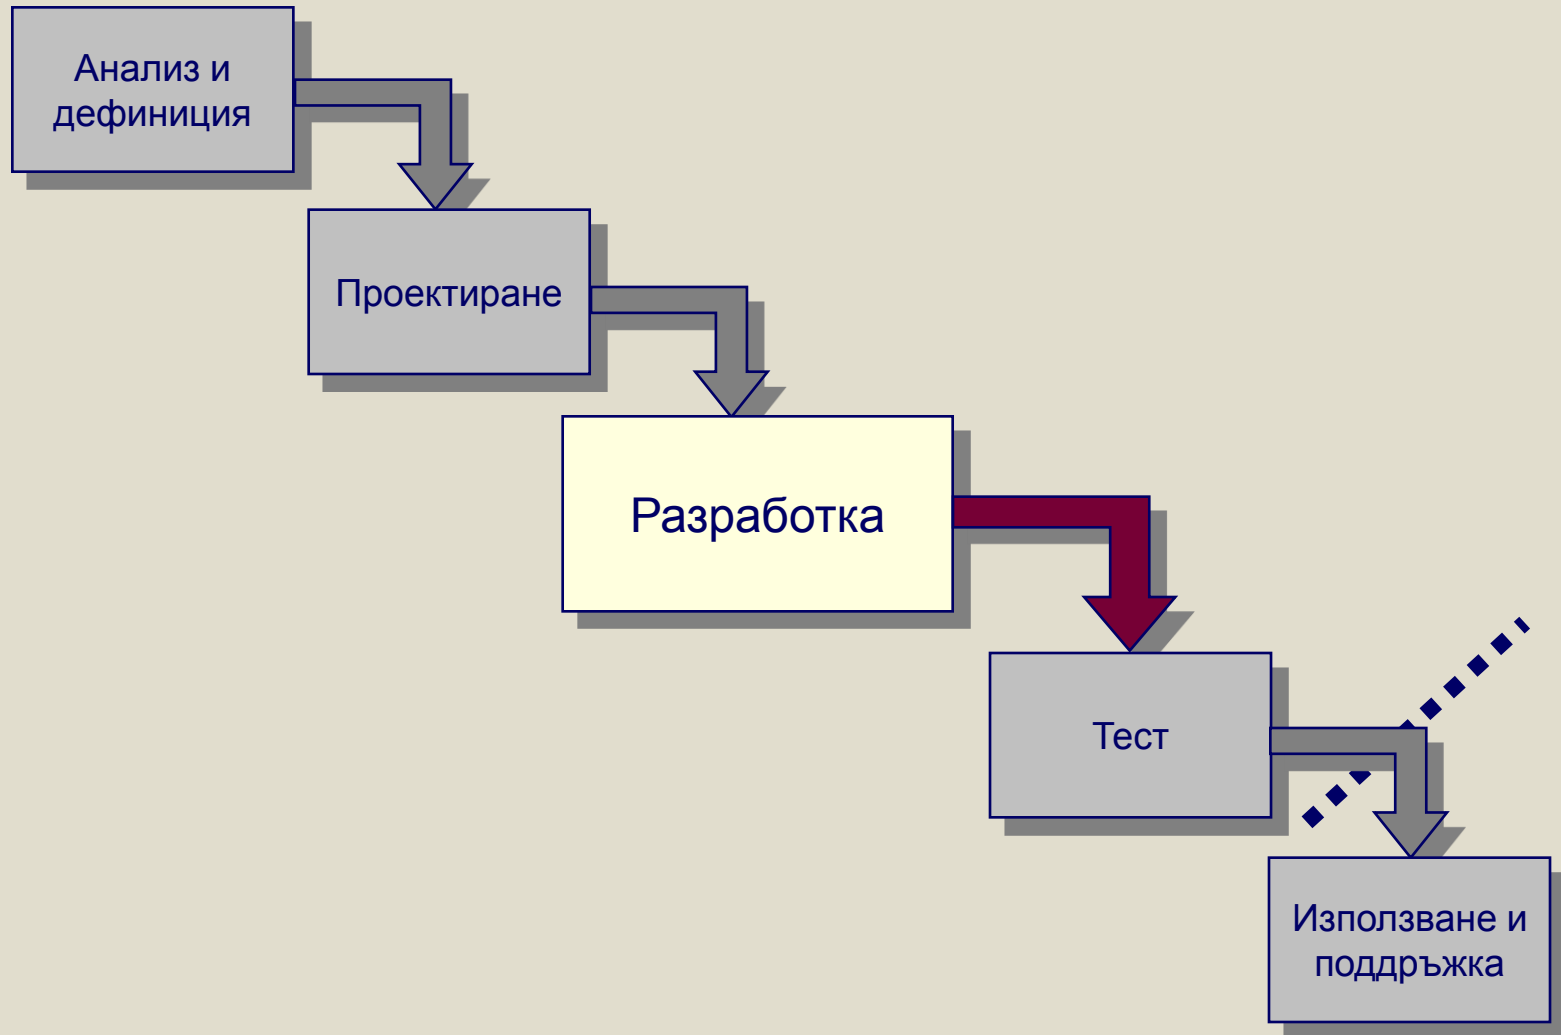 Анализ и
дефиниция
Проектиране
Разработка
Тест
Използване и
поддръжка